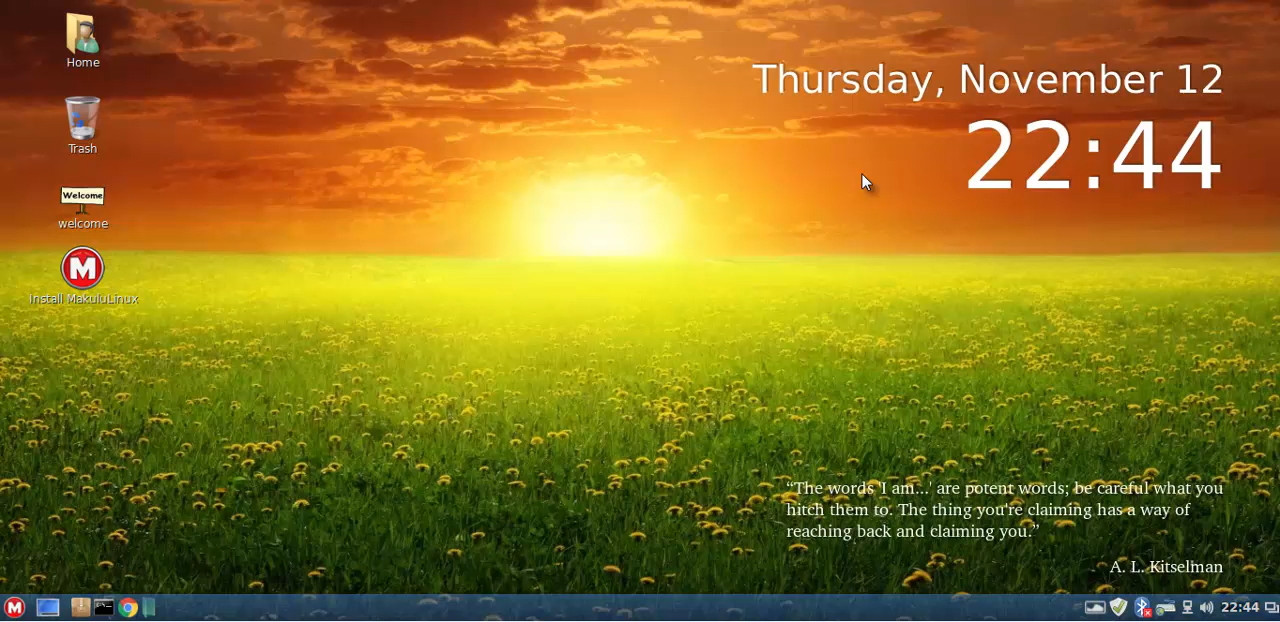 Home
Trash
Welcome
welcome
M
Install MakuluLinux
Thursday, November 12
22:44
“The words 'I am...' are potent words; be careful what you
hitch them to. The thing you're claiming has a way of
reaching back and claiming you.”
A. L. Kitselman
M
22:44